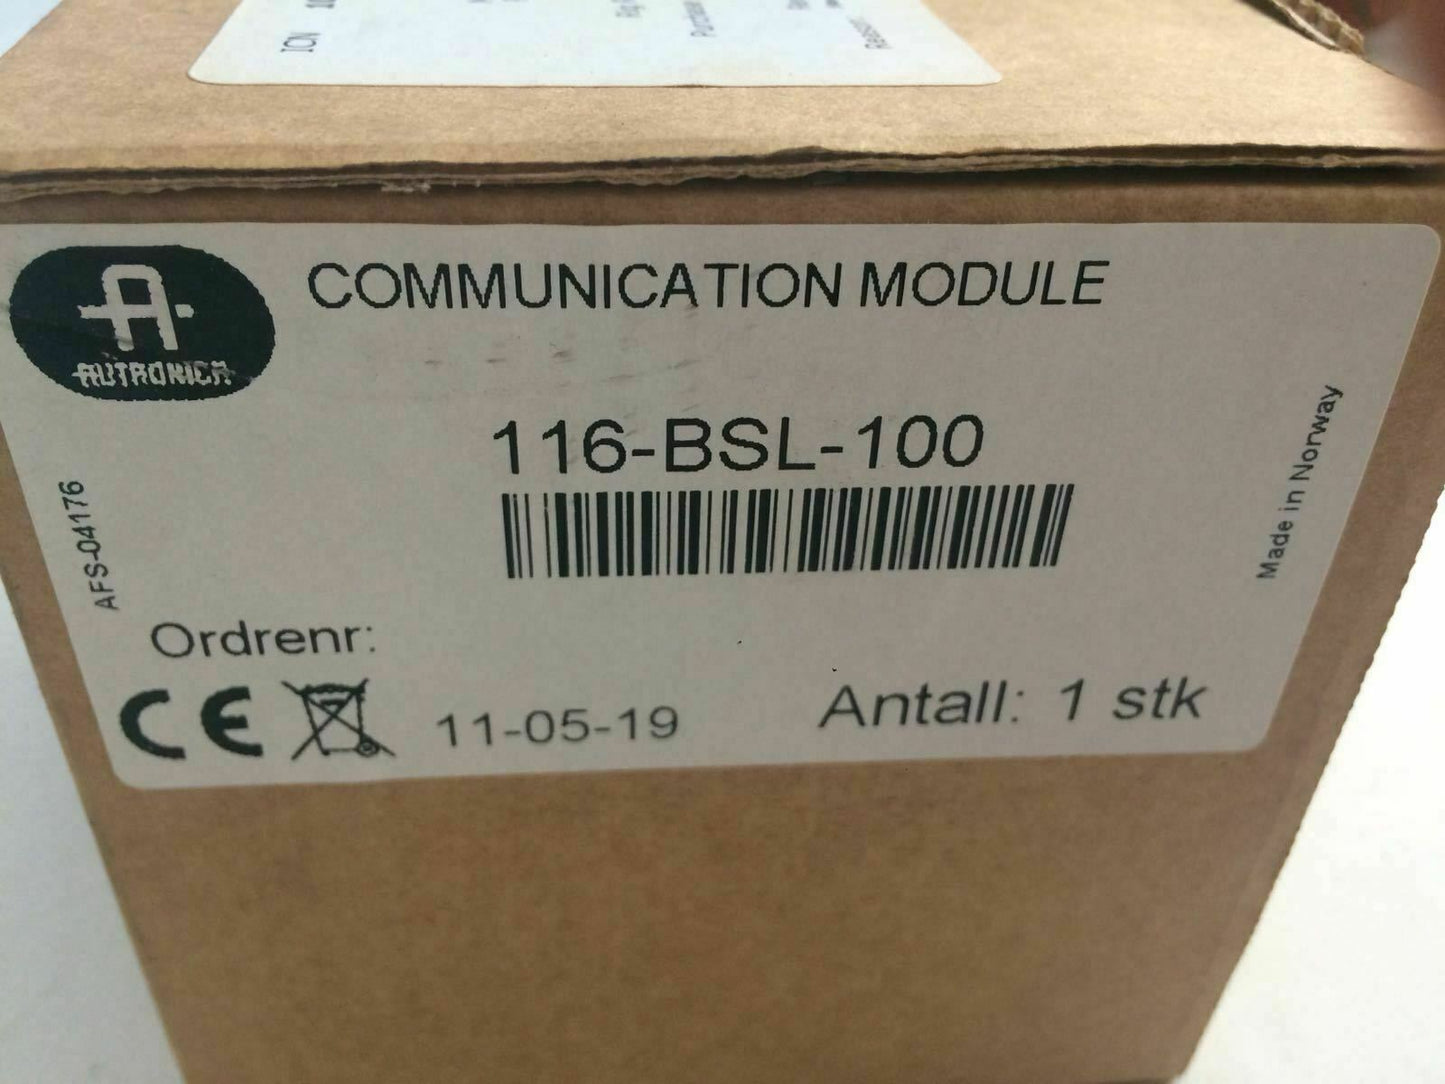 ICN
COMMUNICATION MODULE
AUTRONICA
116-BSL-100
AFS-04176
Made in Norway
Ordrenr:
CE
11-05-19
Antall: 1 stk